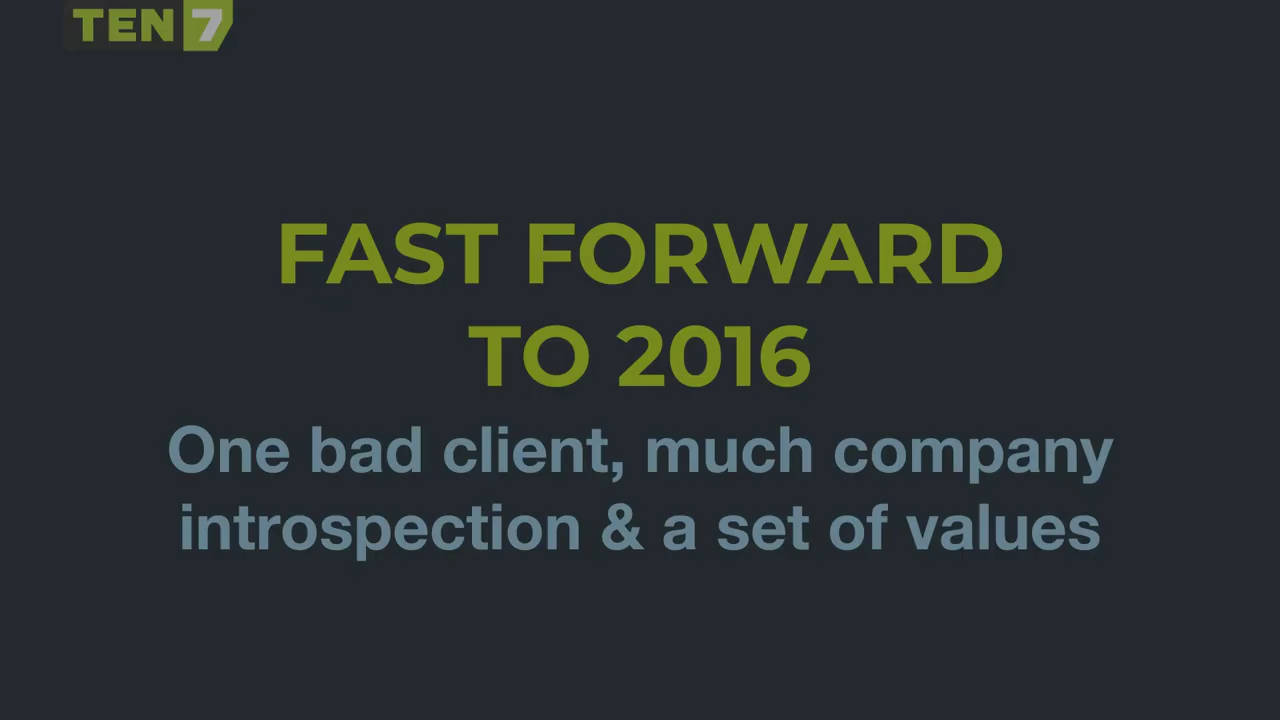 TEN7
FAST FORWARD
TO 2016
One bad client, much company
introspection & a set of values